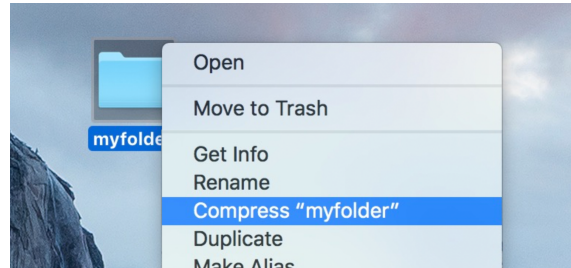 Open
Move to Trash
myfolde
Get Info
Rename
Compress “myfolder”
Duplicate
Make Alias